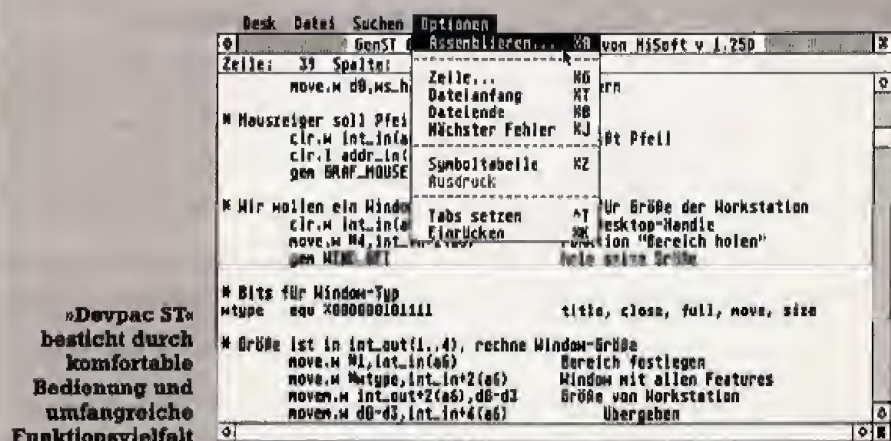 Desk Datei Suchen Optionen
GenST von HiSoft v 1.25D
Zeile: 39 Spalte:
Assemblieren... ⌘A
Zeile... ⌘G
Dateianfang ⌘T
Dateiende ⌘B
Nächster Fehler ⌘J
Symboltabelle ⌘Z
Ausdruck
Tabs setzen ^T
Einrücken ⌘K
move.w d0,ws_h ern
* Mauszeiger soll Pfei
clr.w int_in(a Pfeil
clr.l addr_in(
gem GRAF_MOUSE
* Wir wollen ein Windo für Größe der Workstation
clr.w int_in(a esktop-Handle
move.w #4,int_ "Bereich holen"
gem WIND_GET hole seine Größe
* Bits für Window-Typ
wtype equ %000000101111 title, close, full, move, size
* Größe ist in int_out(1..4), rechne Window-Größe
move.w #1,int_in(a6) Bereich festlegen
move.w #wtype,int_in+2(a6) Window mit allen Features
movem.w int_out+2(a6),d0-d3 Größe von Workstation
movem.w d0-d3,int_in+4(a6) übergeben
»Devpac ST«
besticht durch
komfortable
Bedienung und
umfangreiche
Funktionsvielfalt